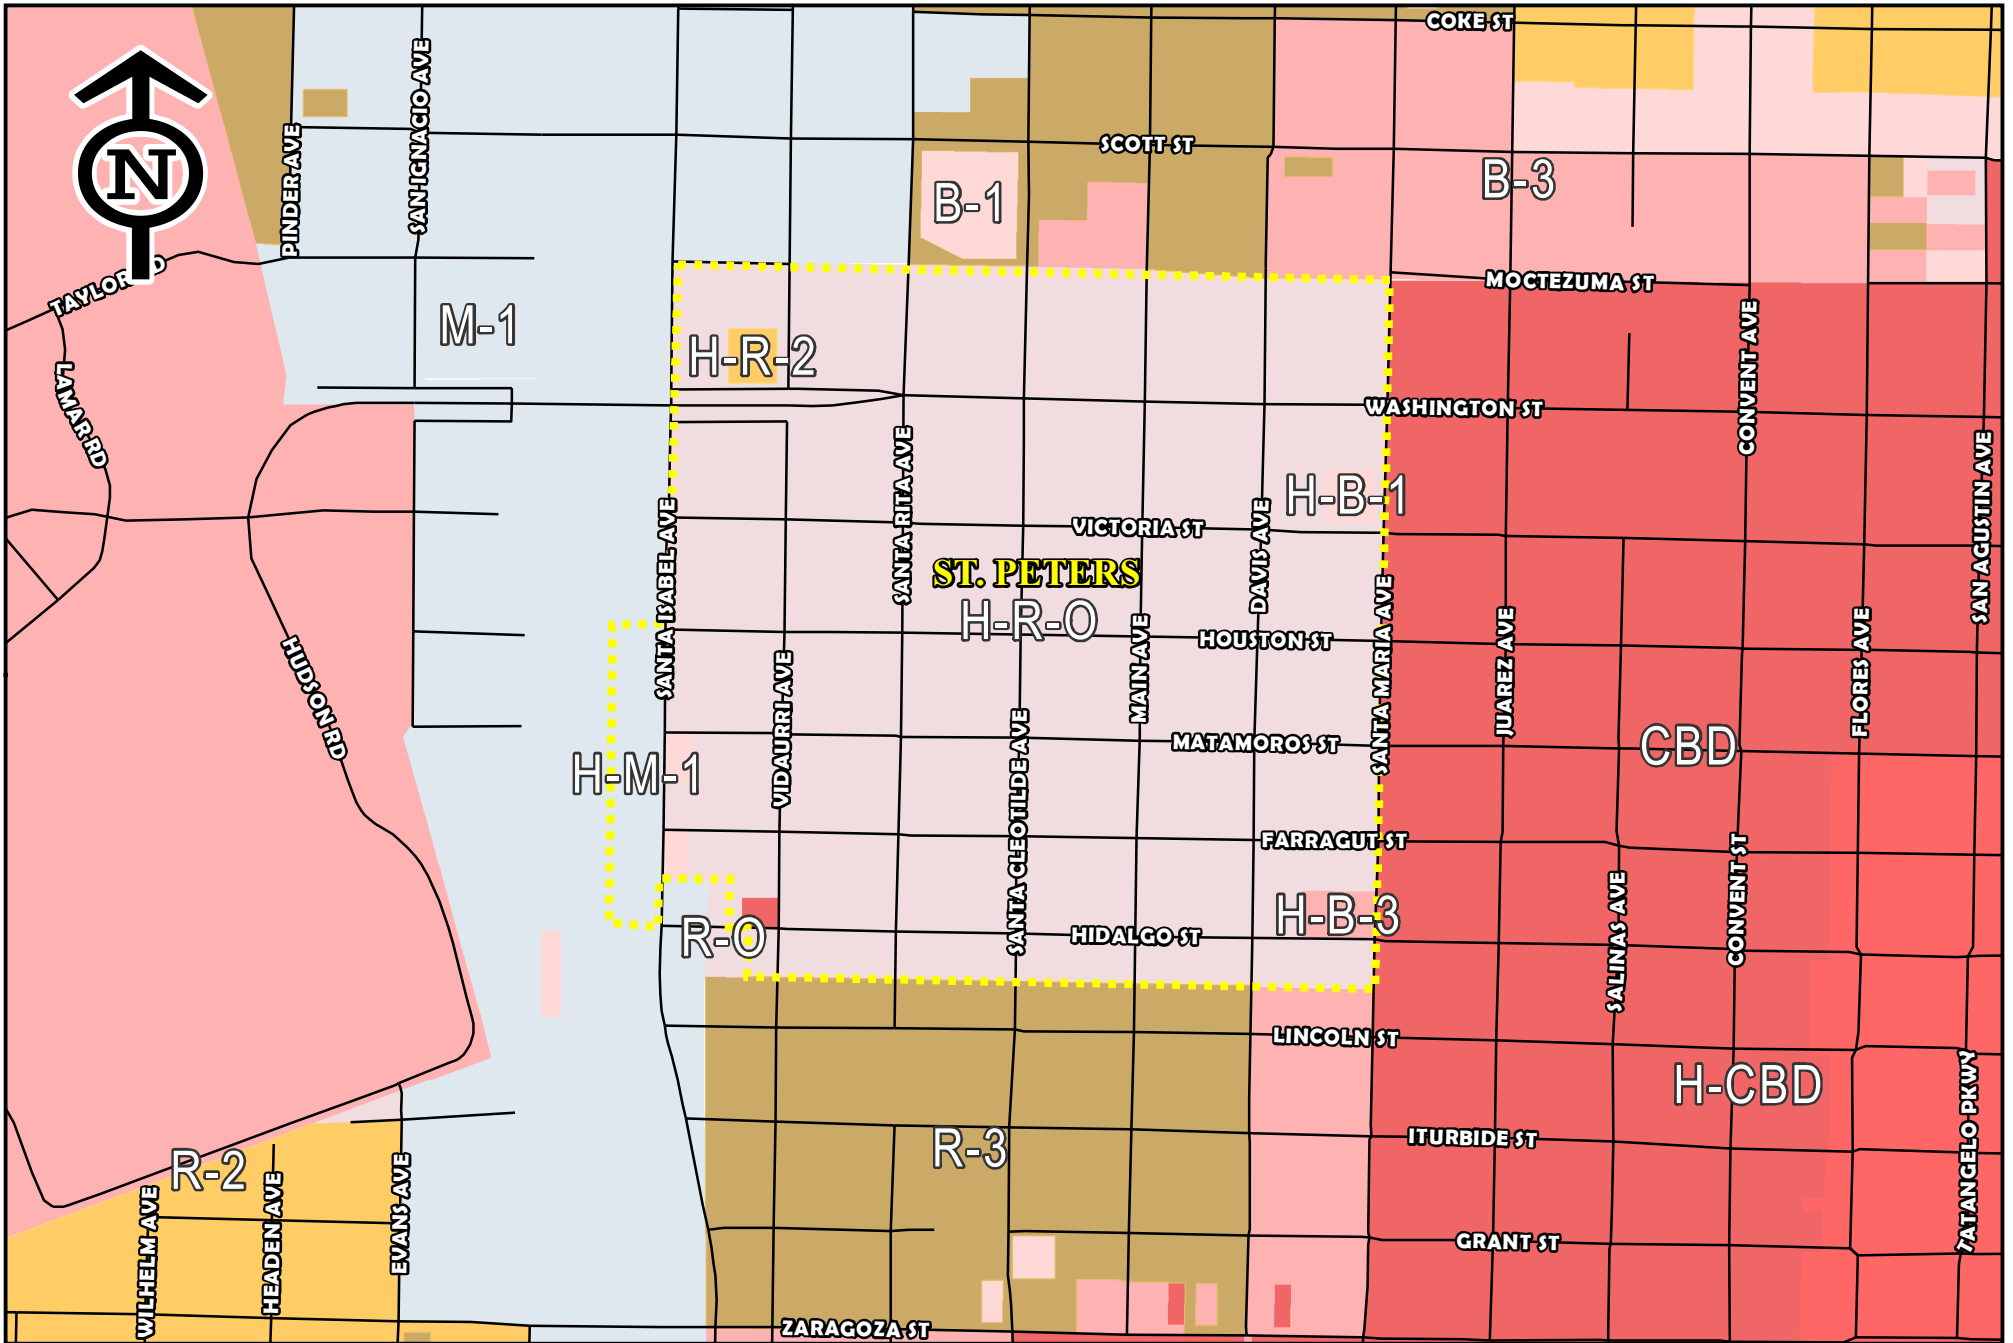 COKE ST
SAN IGNACIO AVE
PINDER AVE
N
SCOTT ST
B-1
B-3
TAYLOR RD
MOCTEZUMA ST
M-1
H-R-2
CONVENT AVE
LAMAR RD
WASHINGTON ST
SANTA RITA AVE
SAN AGUSTIN AVE
H-B-1
SANTA ISABEL AVE
VICTORIA ST
DAVIS AVE
ST. PETERS
H-R-O
SANTA MARIA AVE
HOUSTON ST
MAIN AVE
JUAREZ AVE
FLORES AVE
HUDSON RD
VIDAURRI AVE
SANTA CLEOTILDE AVE
MATAMOROS ST
CBD
H-M-1
FARRAGUT ST
CONVENT ST
SALINAS AVE
H-B-3
R-O
HIDALGO ST
LINCOLN ST
H-CBD
R-3
ITURBIDE ST
R-2
WILHELM AVE
HEADEN AVE
EVANS AVE
GRANT ST
ZARAGOZA ST